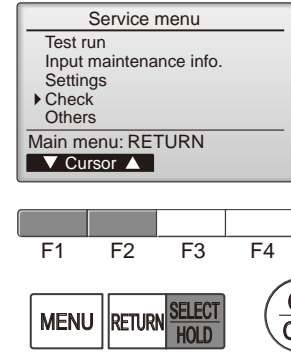 Service menu
Test run
Input maintenance info.
Settings
Check
Others
Main menu: RETURN
▼ Cursor ▲
F1 F2 F3 F4
MENU RETURN SELECT/HOLD